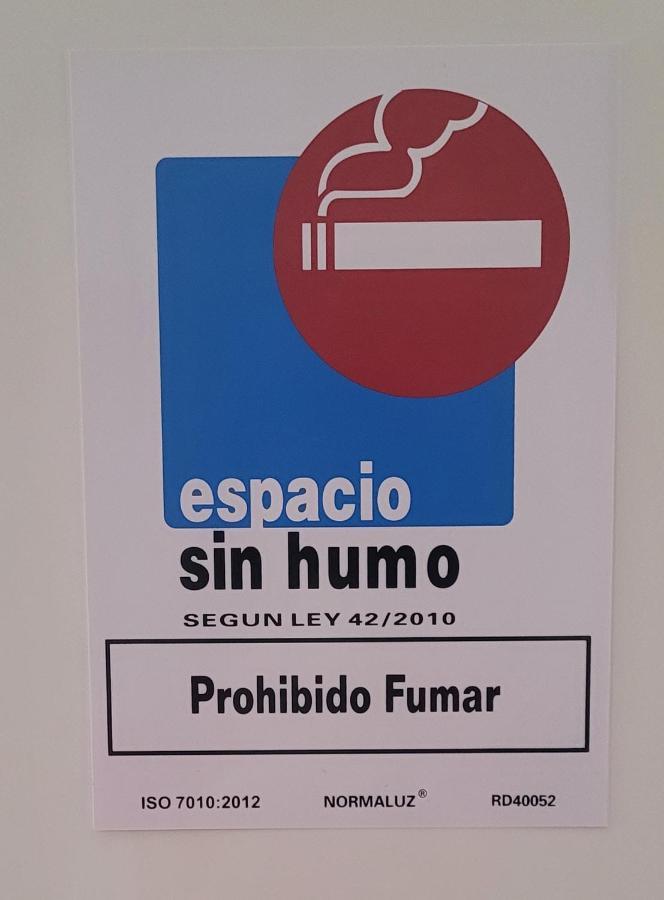 espacio
sin humo
SEGUN LEY 42/2010
Prohibido Fumar
ISO 7010:2012 NORMALUZ® RD40052